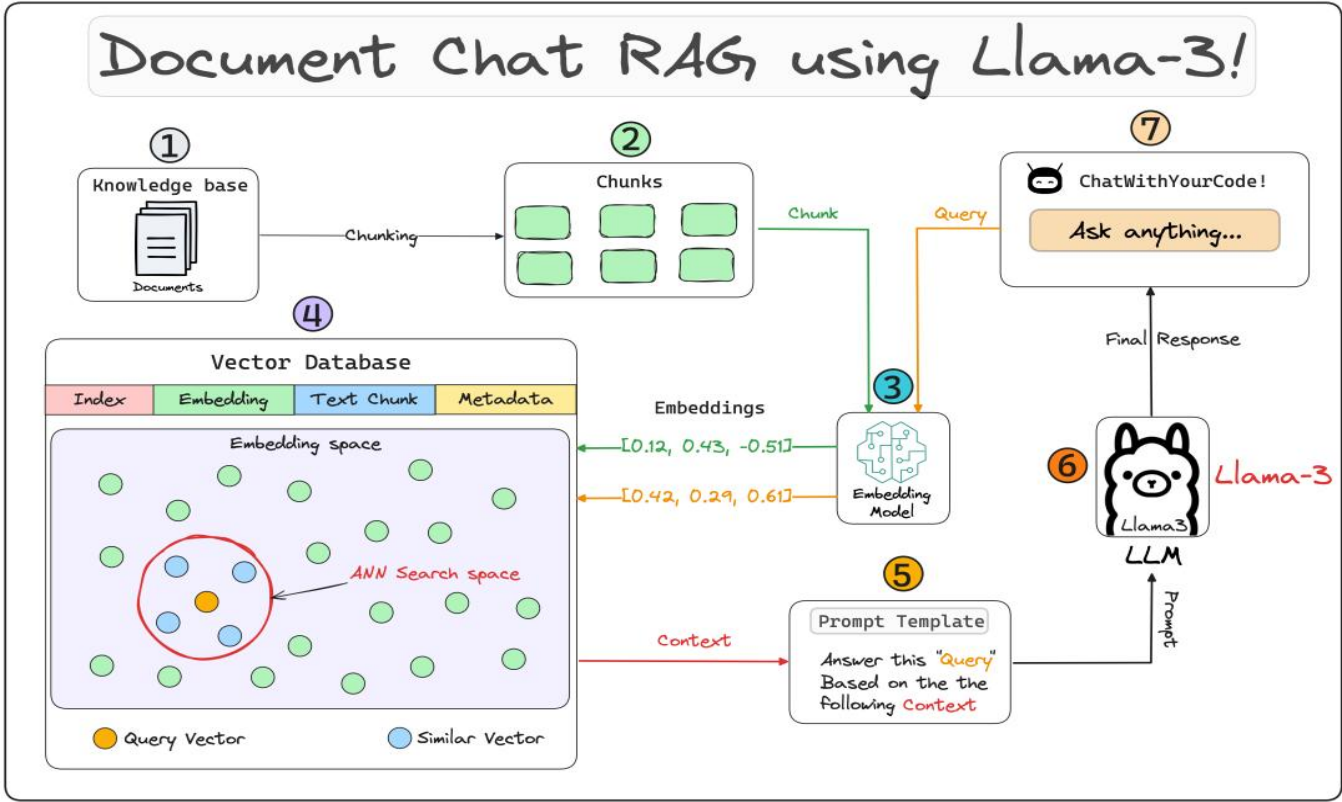 Document Chat RAG using Llama-3!
1
Knowledge base
Documents
Chunking
2
Chunks
Chunk
Query
7
ChatWithYourCode!
Ask anything...
Final Response
4
Vector Database
Index
Embedding
Text Chunk
Metadata
Embedding space
ANN Search space
Query Vector
Similar Vector
Embeddings
[0.12, 0.43, -0.51]
[0.42, 0.29, 0.61]
3
Embedding
Model
Context
5
Prompt Template
Answer this "Query"
Based on the the
following Context
Prompt
6
Llama3
LLM
Llama-3